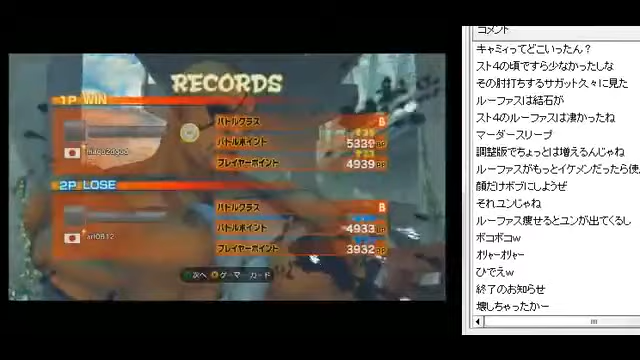 RECORDS
1P WIN
バトルクラス B
バトルポイント 5339
プレイヤーポイント 4939
2P LOSE
バトルクラス B
バトルポイント 4933
art0812
プレイヤーポイント 3932
次へ ゲーマーカード
コメント
キャミィってどこいったん?
スト4の頃ですら少なかったしな
その肘打ちするサガット久々に見た
ルーファスは結石が
スト4のルーファスは凄かったね
マーダースリープ
調整版でちょっとは増えるんじゃね
ルーファスがもっとイケメンだったら使
顔だけボブにしようぜ
それユンじゃね
ルーファス痩せるとユンが出てくるし
ボコボコw
オリャーオリャー
ひでえw
終了のお知らせ
壊しちゃったかー